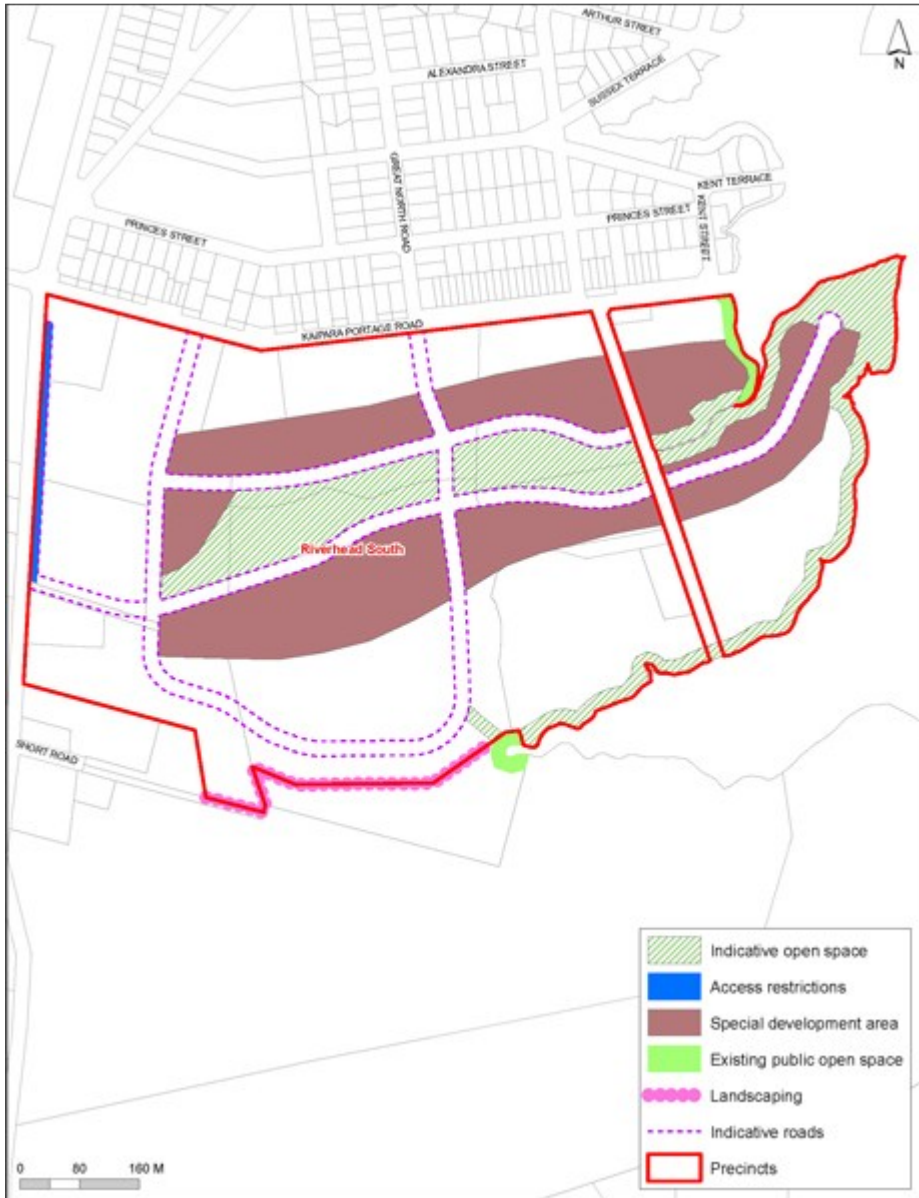 ARTHUR STREET
ALEXANDRA STREET
SUSSEX TERRACE
N
GREAT NORTH ROAD
KENT TERRACE
KENT STREET
PRINCES STREET
PRINCES STREET
KAIPARA PORTAGE ROAD
Riverhead South
SHORT ROAD
Indicative open space
Access restrictions
Special development area
Existing public open space
Landscaping
Indicative roads
Precincts
0 80 160 M